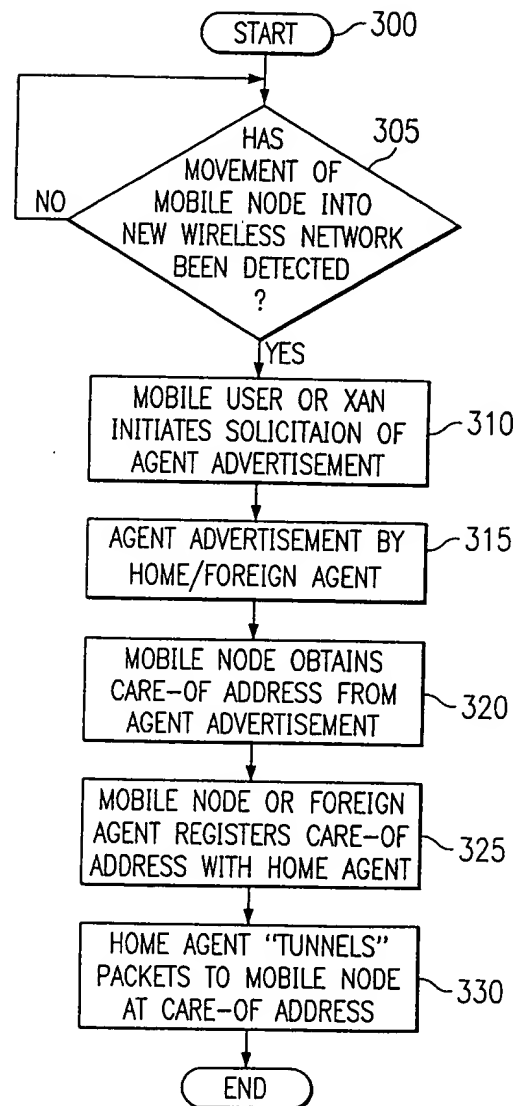 START
300
HAS
MOVEMENT OF
MOBILE NODE INTO
NEW WIRELESS NETWORK
BEEN DETECTED
?
305
NO
YES
MOBILE USER OR XAN
INITIATES SOLICITAION OF
AGENT ADVERTISEMENT
310
AGENT ADVERTISEMENT BY
HOME/FOREIGN AGENT
315
MOBILE NODE OBTAINS
CARE-OF ADDRESS FROM
AGENT ADVERTISEMENT
320
MOBILE NODE OR FOREIGN
AGENT REGISTERS CARE-OF
ADDRESS WITH HOME AGENT
325
HOME AGENT "TUNNELS"
PACKETS TO MOBILE NODE
AT CARE-OF ADDRESS
330
END